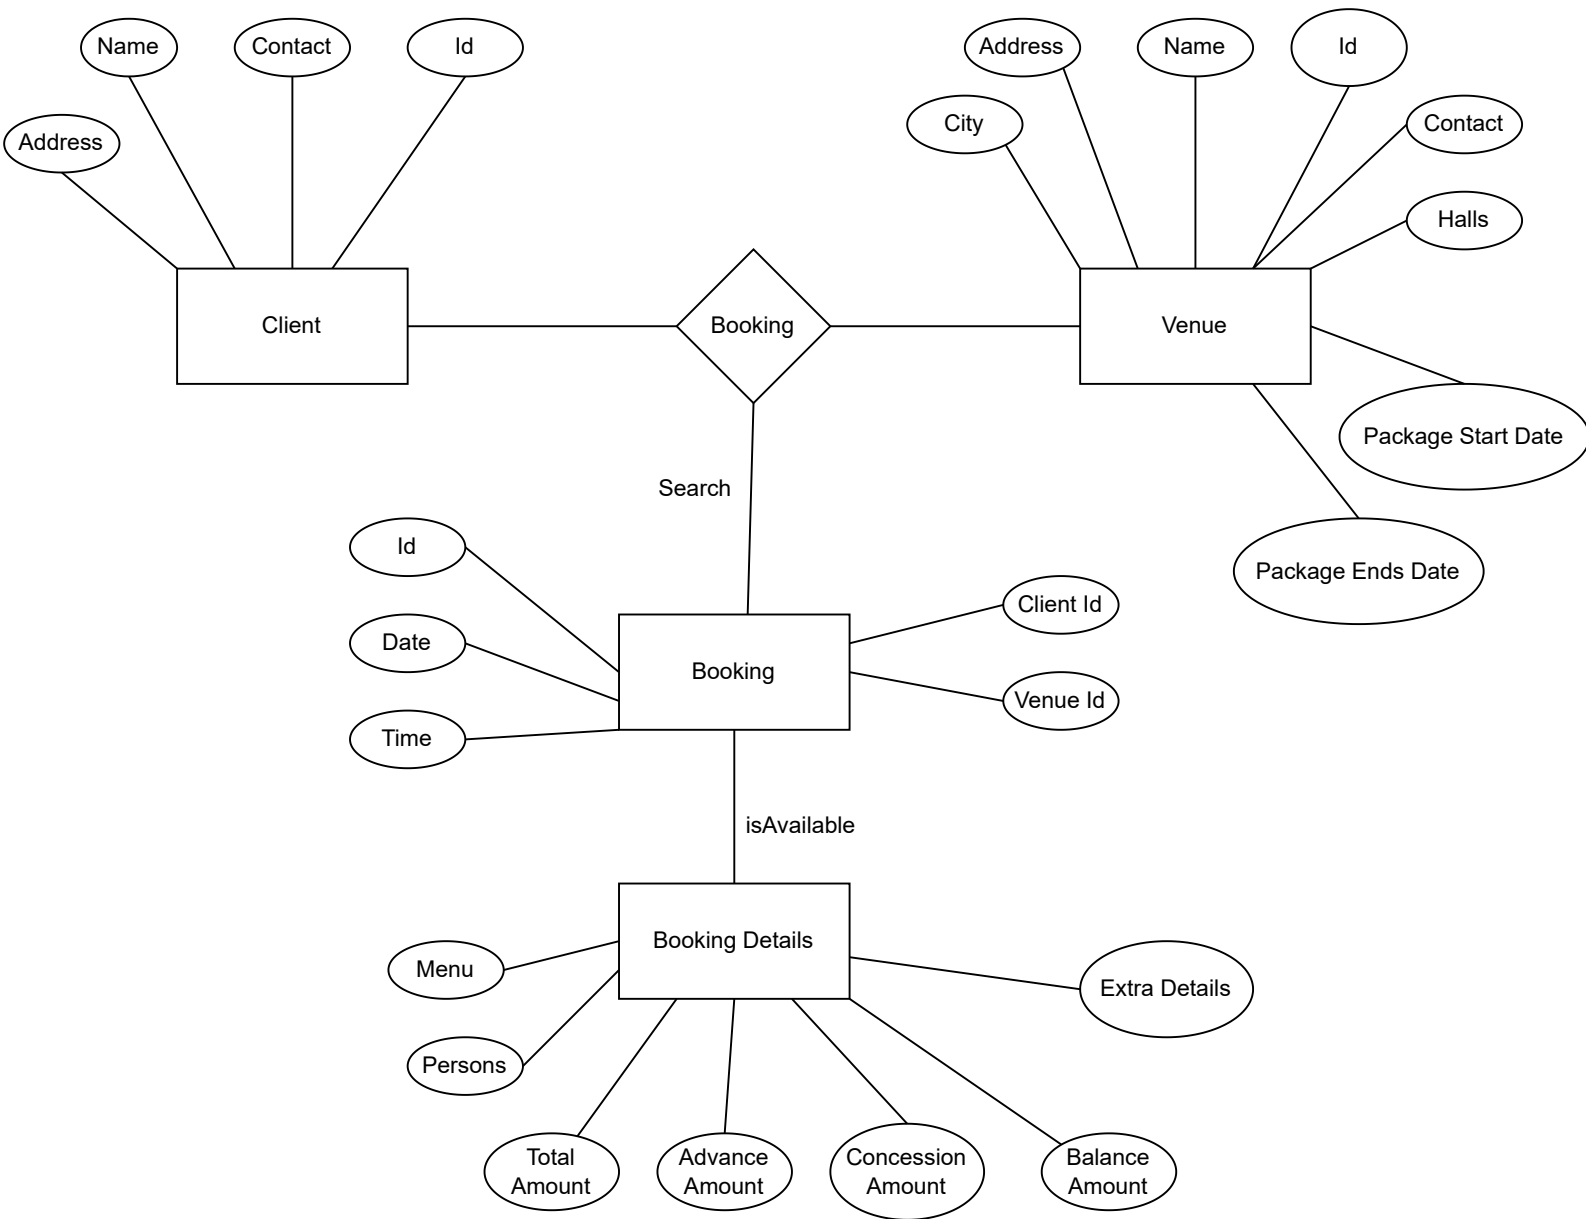 Name
Contact
Id
Address
Name
Id
Address
City
Contact
Halls
Client
Booking
Venue
Package Start Date
Search
Id
Package Ends Date
Client Id
Date
Booking
Venue Id
Time
isAvailable
Booking Details
Menu
Extra Details
Persons
Total
Amount
Advance
Amount
Concession
Amount
Balance
Amount